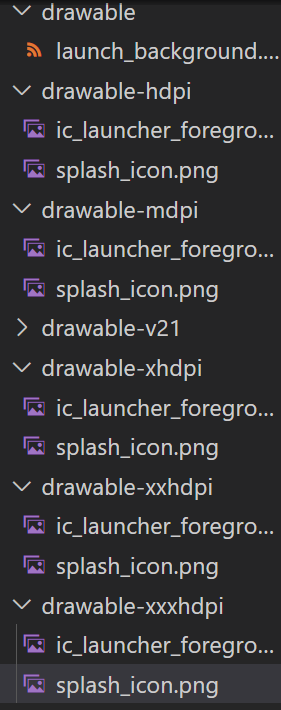 drawable
launch_background....
drawable-hdpi
ic_launcher_foregro...
splash_icon.png
drawable-mdpi
ic_launcher_foregro...
splash_icon.png
drawable-v21
drawable-xhdpi
ic_launcher_foregro...
splash_icon.png
drawable-xxhdpi
ic_launcher_foregro...
splash_icon.png
drawable-xxxhdpi
ic_launcher_foregro...
splash_icon.png